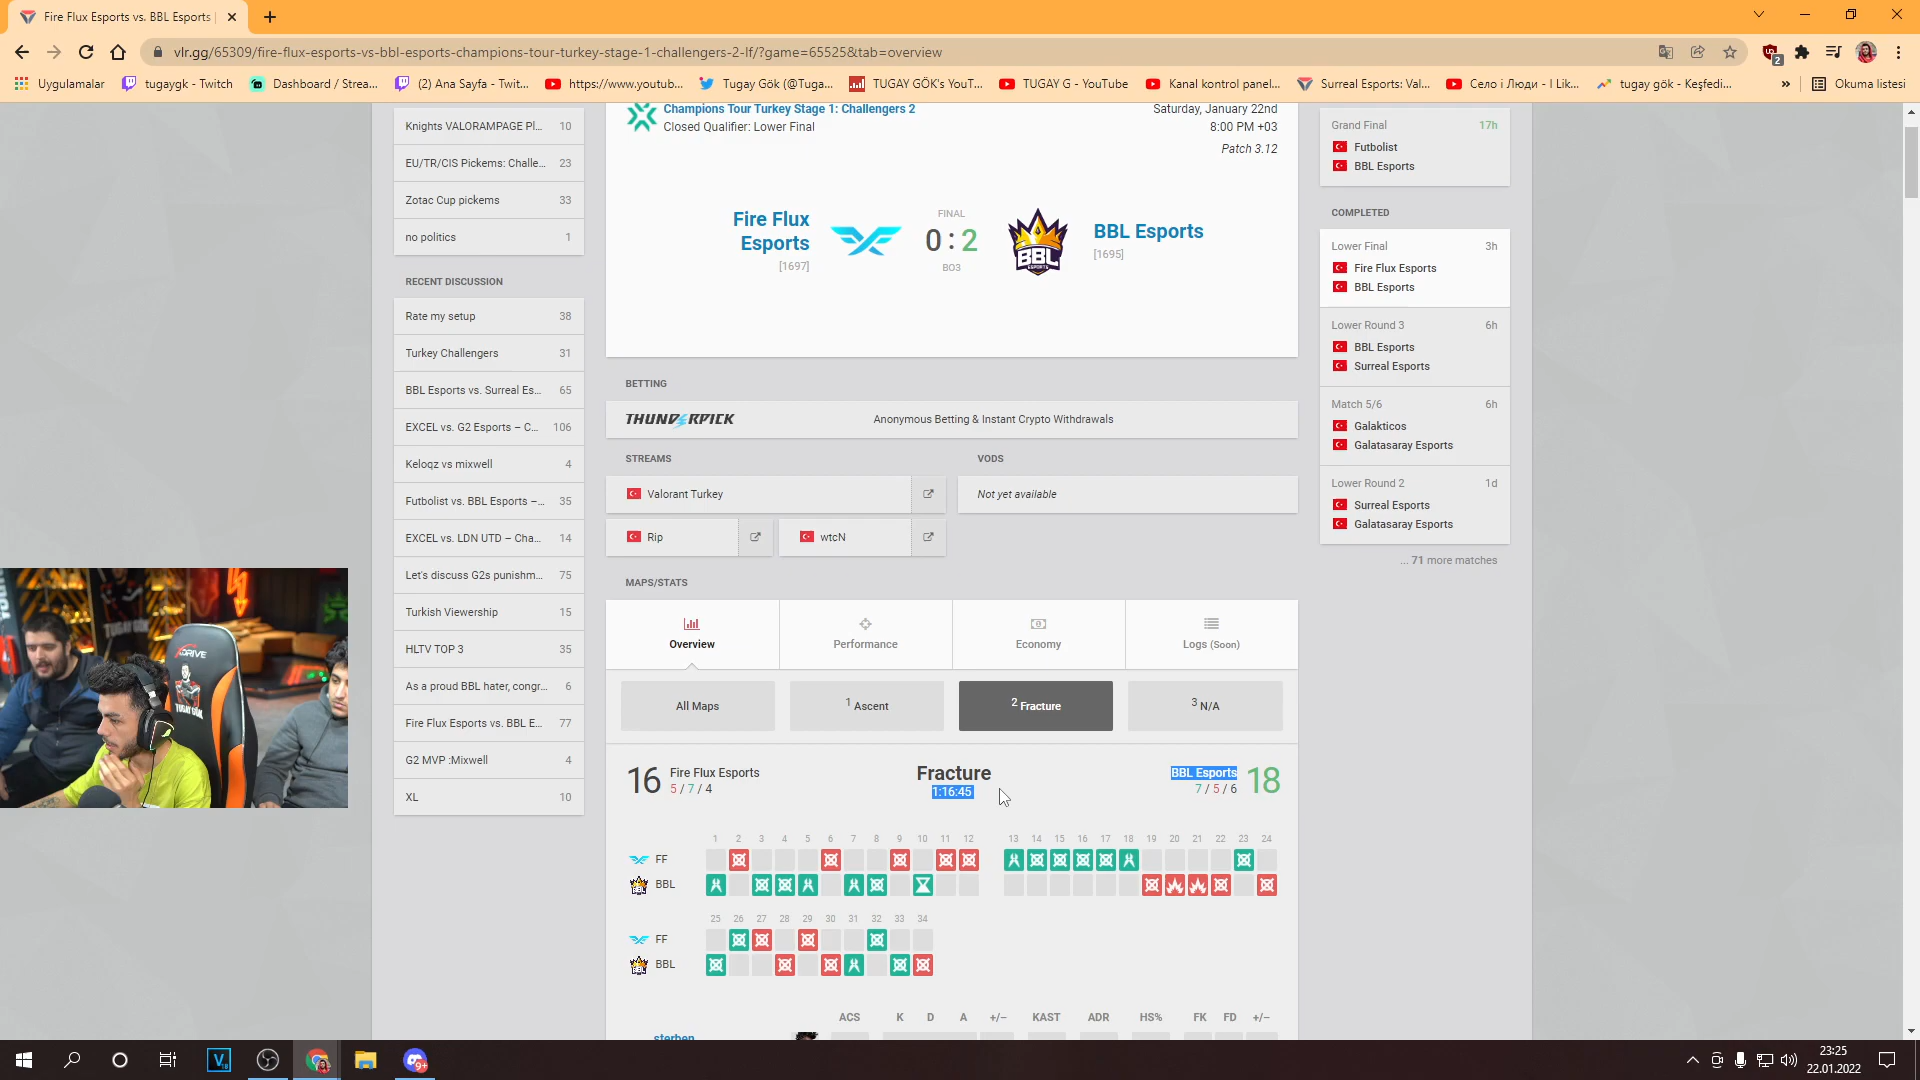 Fire Flux Esports vs. BBL Esports |
vlr.gg/65309/fire-flux-esports-vs-bbl-esports-champions-tour-turkey-stage-1-challengers-2-lf/?game=65525&tab=overview
2
Uygulamalar
tugaygk - Twitch
Dashboard / Strea...
(2) Ana Sayfa - Twit...
https://www.youtub...
Tugay Gök (@Tuga...
TUGAY GÖK'S YouT...
TUGAY G - YouTube
Kanal kontrol panel...
Surreal Esports: Val...
Село і Люди - I Lik...
tugay gök - Keşfedi...
»
Okuma listesi
Knights VALORAMPAGE Pl... 10
EU/TR/CIS Pickems: Challe... 23
Zotac Cup pickems 33
no politics 1
RECENT DISCUSSION
Rate my setup 38
Turkey Challengers 31
BBL Esports vs. Surreal Es... 65
EXCEL vs. G2 Esports – C... 106
Keloqz vs mixwell 4
Futbolist vs. BBL Esports –... 35
EXCEL vs. LDN UTD – Cha... 14
Let's discuss G2s punishm... 75
Turkish Viewership 15
HLTV TOP 3 35
As a proud BBL hater, congr... 6
Fire Flux Esports vs. BBL E... 77
G2 MVP :Mixwell 4
XL 10
Champions Tour Turkey Stage 1: Challengers 2
Closed Qualifier: Lower Final
Saturday, January 22nd
8:00 PM +03
Patch 3.12
Fire Flux
Esports
[1697]
FINAL
0 : 2
BO3
BBL
ESPORTS
BBL Esports
[1695]
BETTING
THUNDERPICK
Anonymous Betting & Instant Crypto Withdrawals
STREAMS
VODS
Valorant Turkey
Not yet available
Rip
wtcN
MAPS/STATS
Overview
Performance
Economy
Logs (Soon)
All Maps
1 Ascent
2 Fracture
3 N/A
16 Fire Flux Esports
5 / 7 / 4
Fracture
1:16:45
BBL Esports 18
7 / 5 / 6
1 2 3 4 5 6 7 8 9 10 11 12 13 14 15 16 17 18 19 20 21 22 23 24
FF
BBL
25 26 27 28 29 30 31 32 33 34
FF
BBL
ACS K D A +/– KAST ADR HS% FK FD +/–
sterben
Grand Final 17h
Futbolist
BBL Esports
COMPLETED
Lower Final 3h
Fire Flux Esports
BBL Esports
Lower Round 3 6h
BBL Esports
Surreal Esports
Match 5/6 6h
Galakticos
Galatasaray Esports
Lower Round 2 1d
Surreal Esports
Galatasaray Esports
... 71 more matches
XDRIVE
TUGAY GÖK
V
18
9+
23:25
22.01.2022